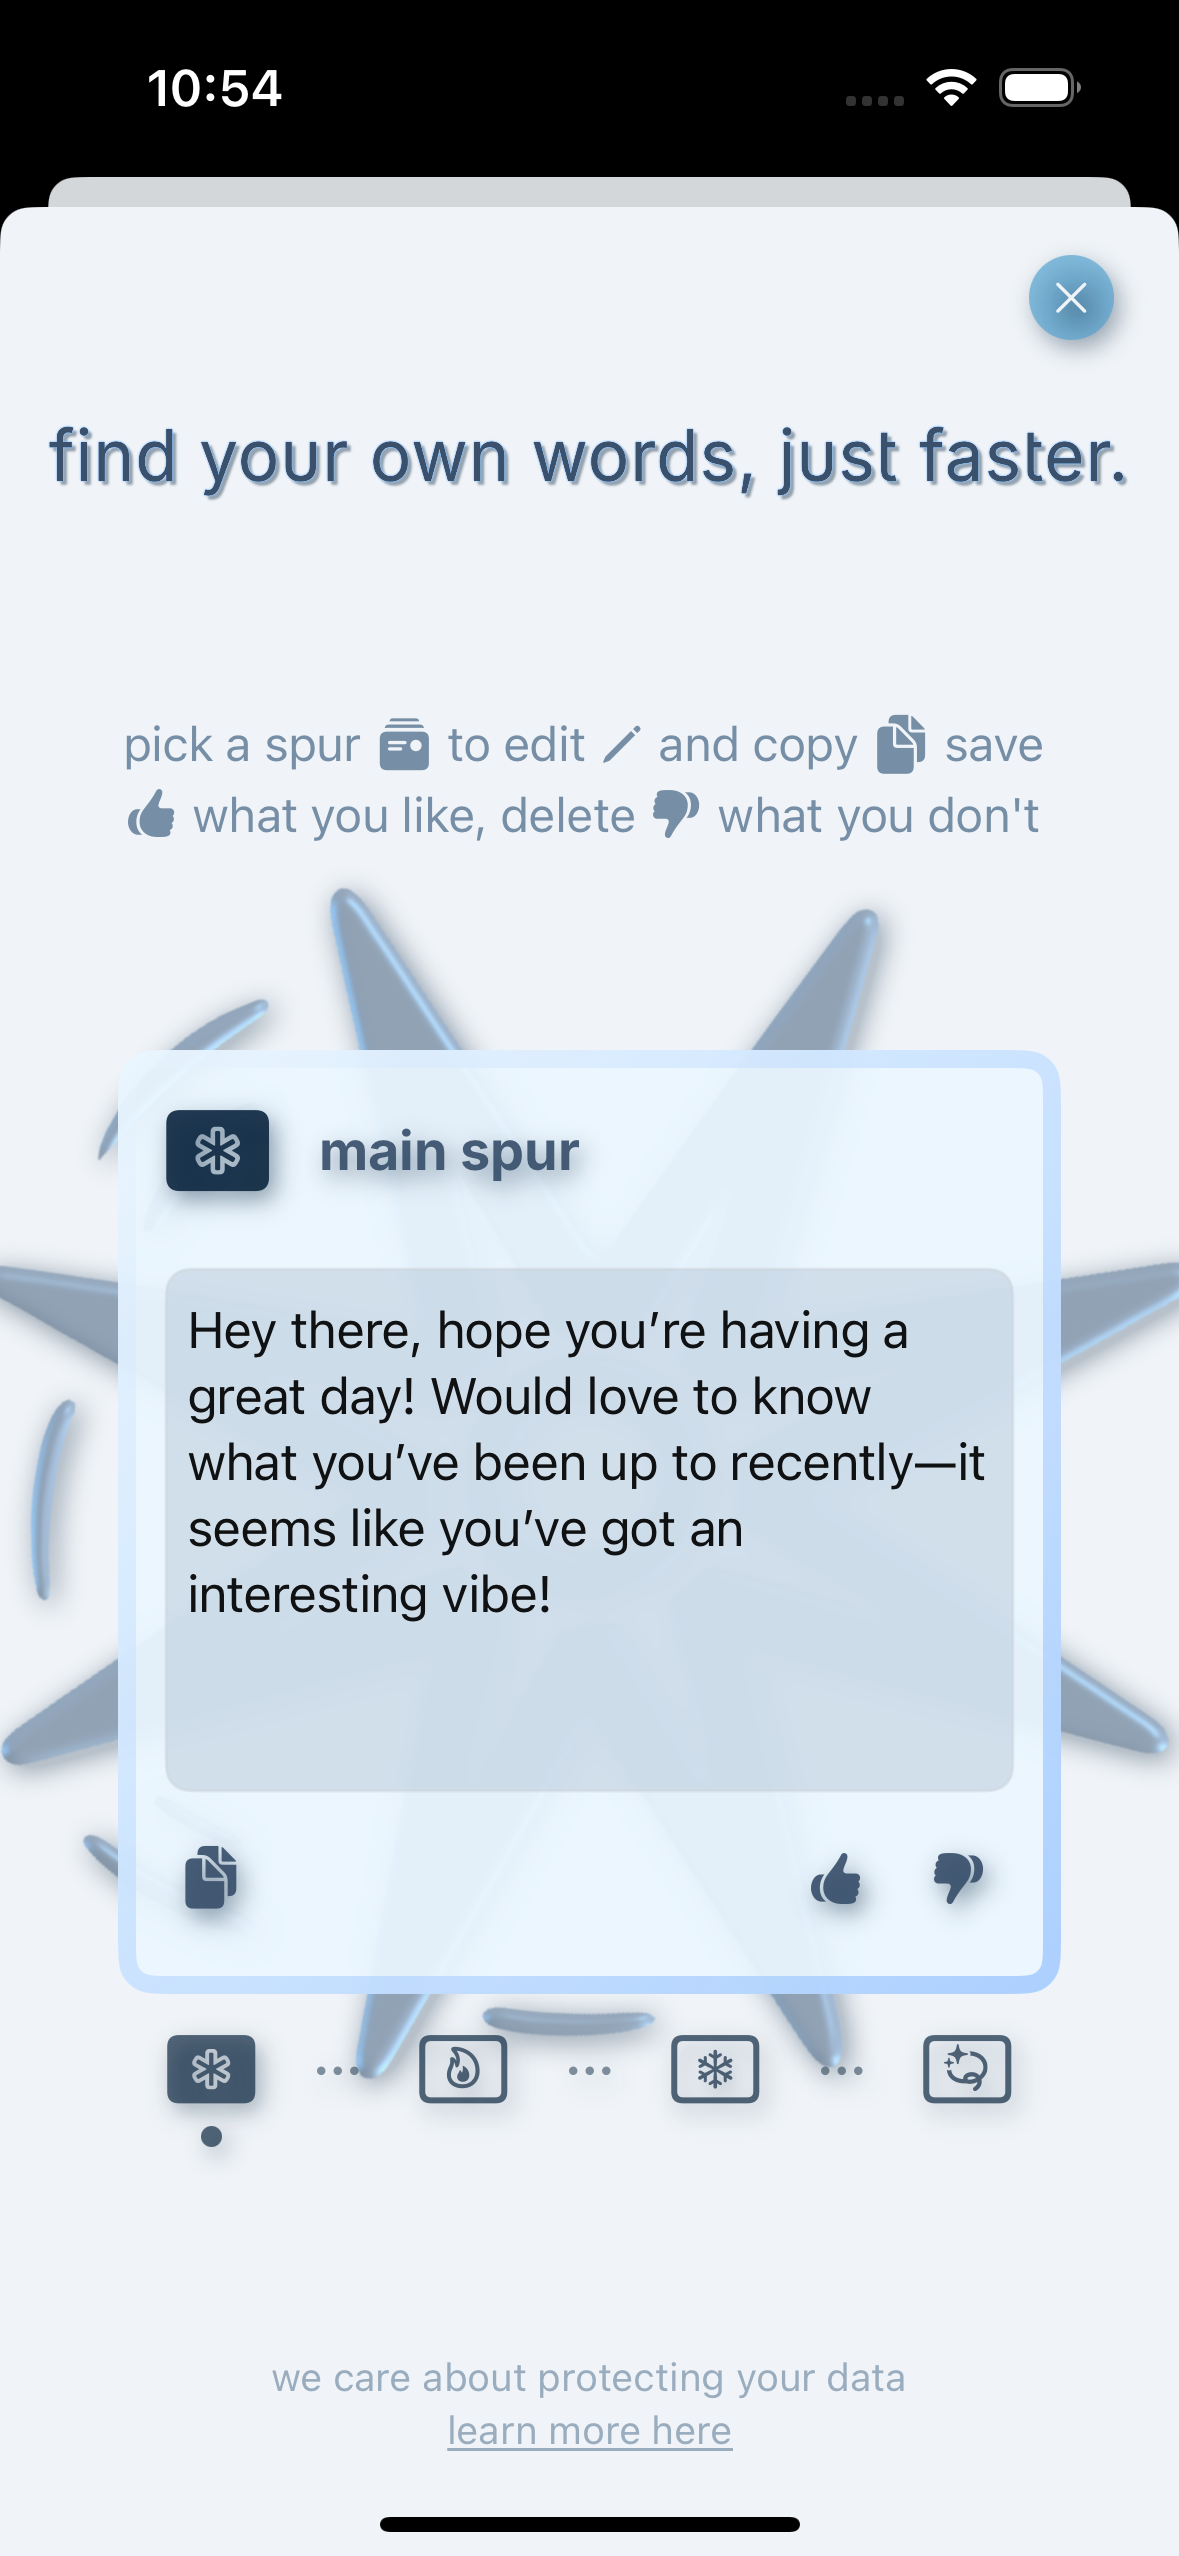 10:54
find your own words, just faster.
pick a spur to edit and copy save
what you like, delete what you don't
main spur
Hey there, hope you’re having a
great day! Would love to know
what you’ve been up to recently—it
seems like you’ve got an
interesting vibe!
we care about protecting your data
learn more here